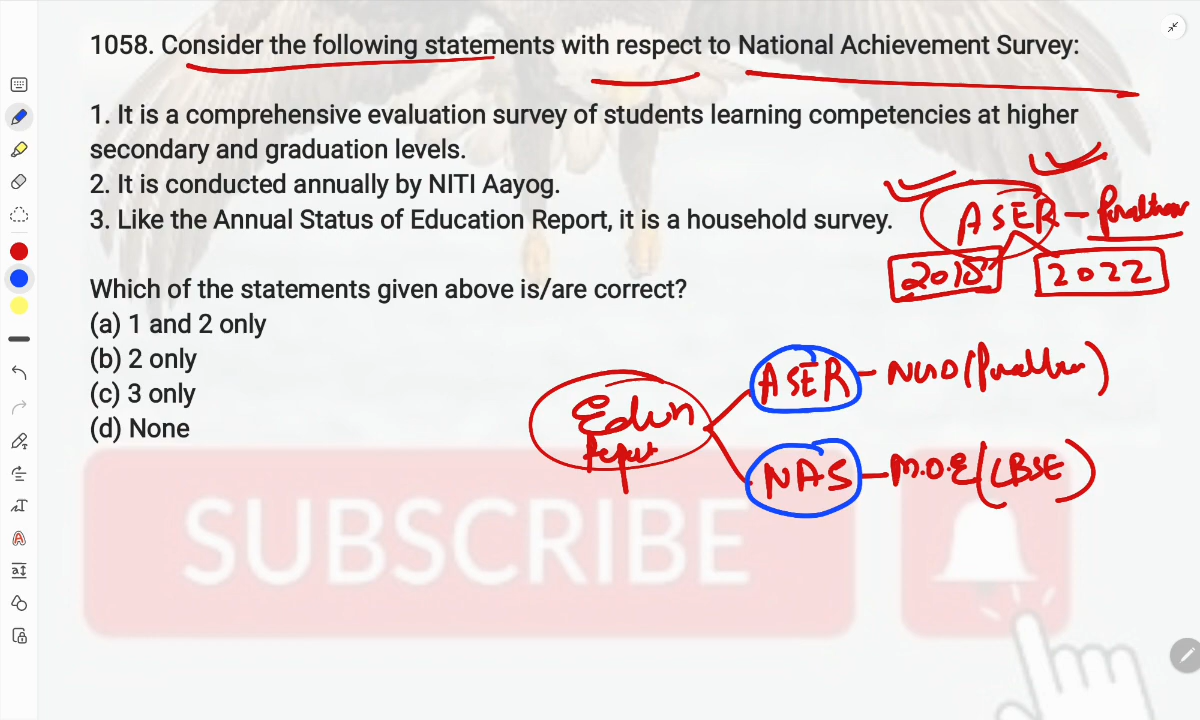 1058. Consider the following statements with respect to National Achievement Survey:
1. It is a comprehensive evaluation survey of students learning competencies at higher
secondary and graduation levels.
2. It is conducted annually by NITI Aayog.
3. Like the Annual Status of Education Report, it is a household survey.
ASER -
2018 2022
Which of the statements given above is/are correct?
(a) 1 and 2 only
(b) 2 only
(c) 3 only
(d) None
ASER -
Report
NAS - M.O.E/CBSE)
SUBSCRIBE